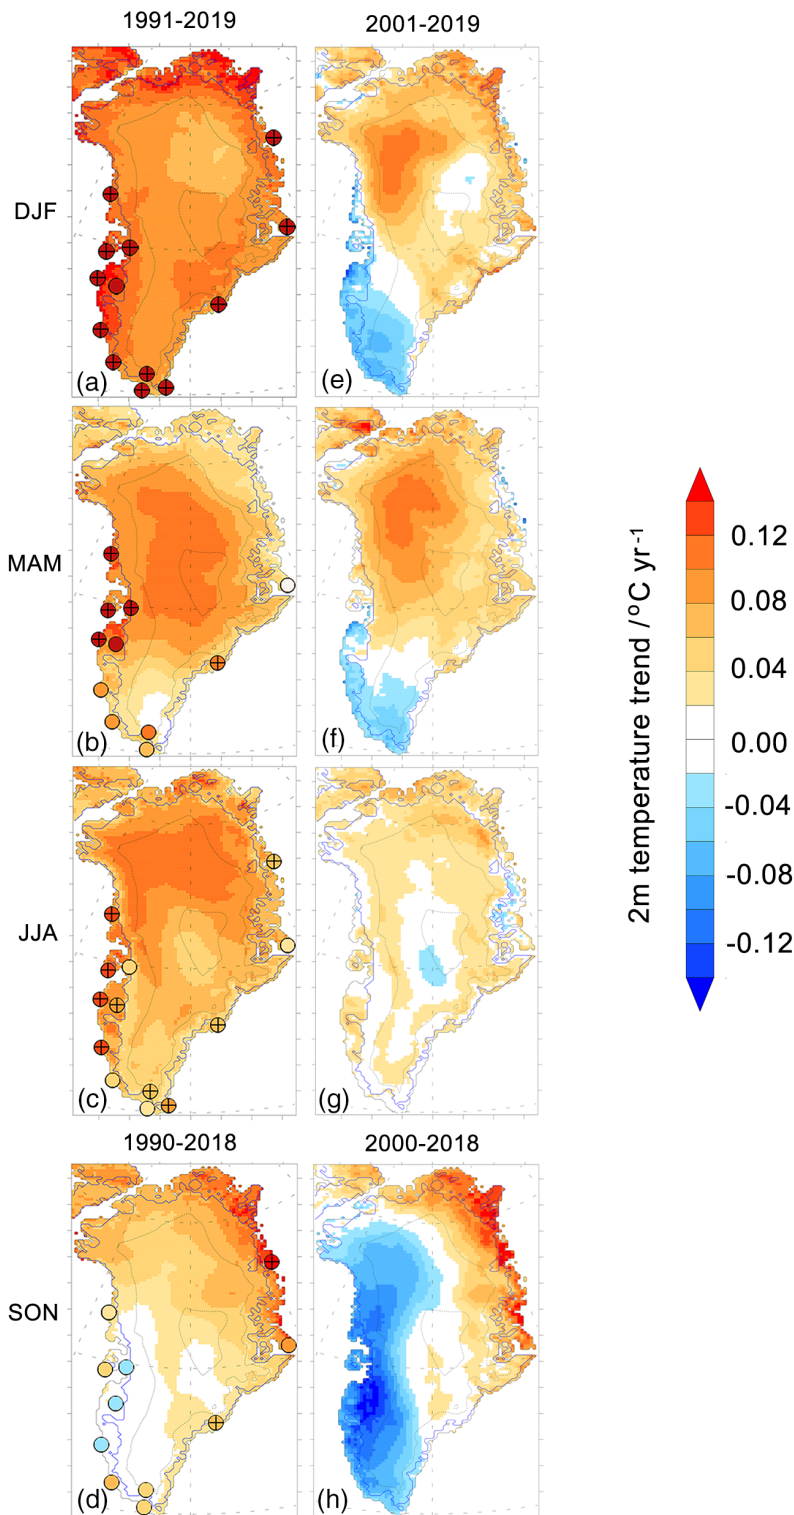 1991-2019
2001-2019
DJF
(a)
(e)
MAM
(b)
(f)
JJA
(c)
(g)
1990-2018
2000-2018
SON
(d)
(h)
2m temperature trend /ºC yr-1
0.12
0.08
0.04
0.00
-0.04
-0.08
-0.12